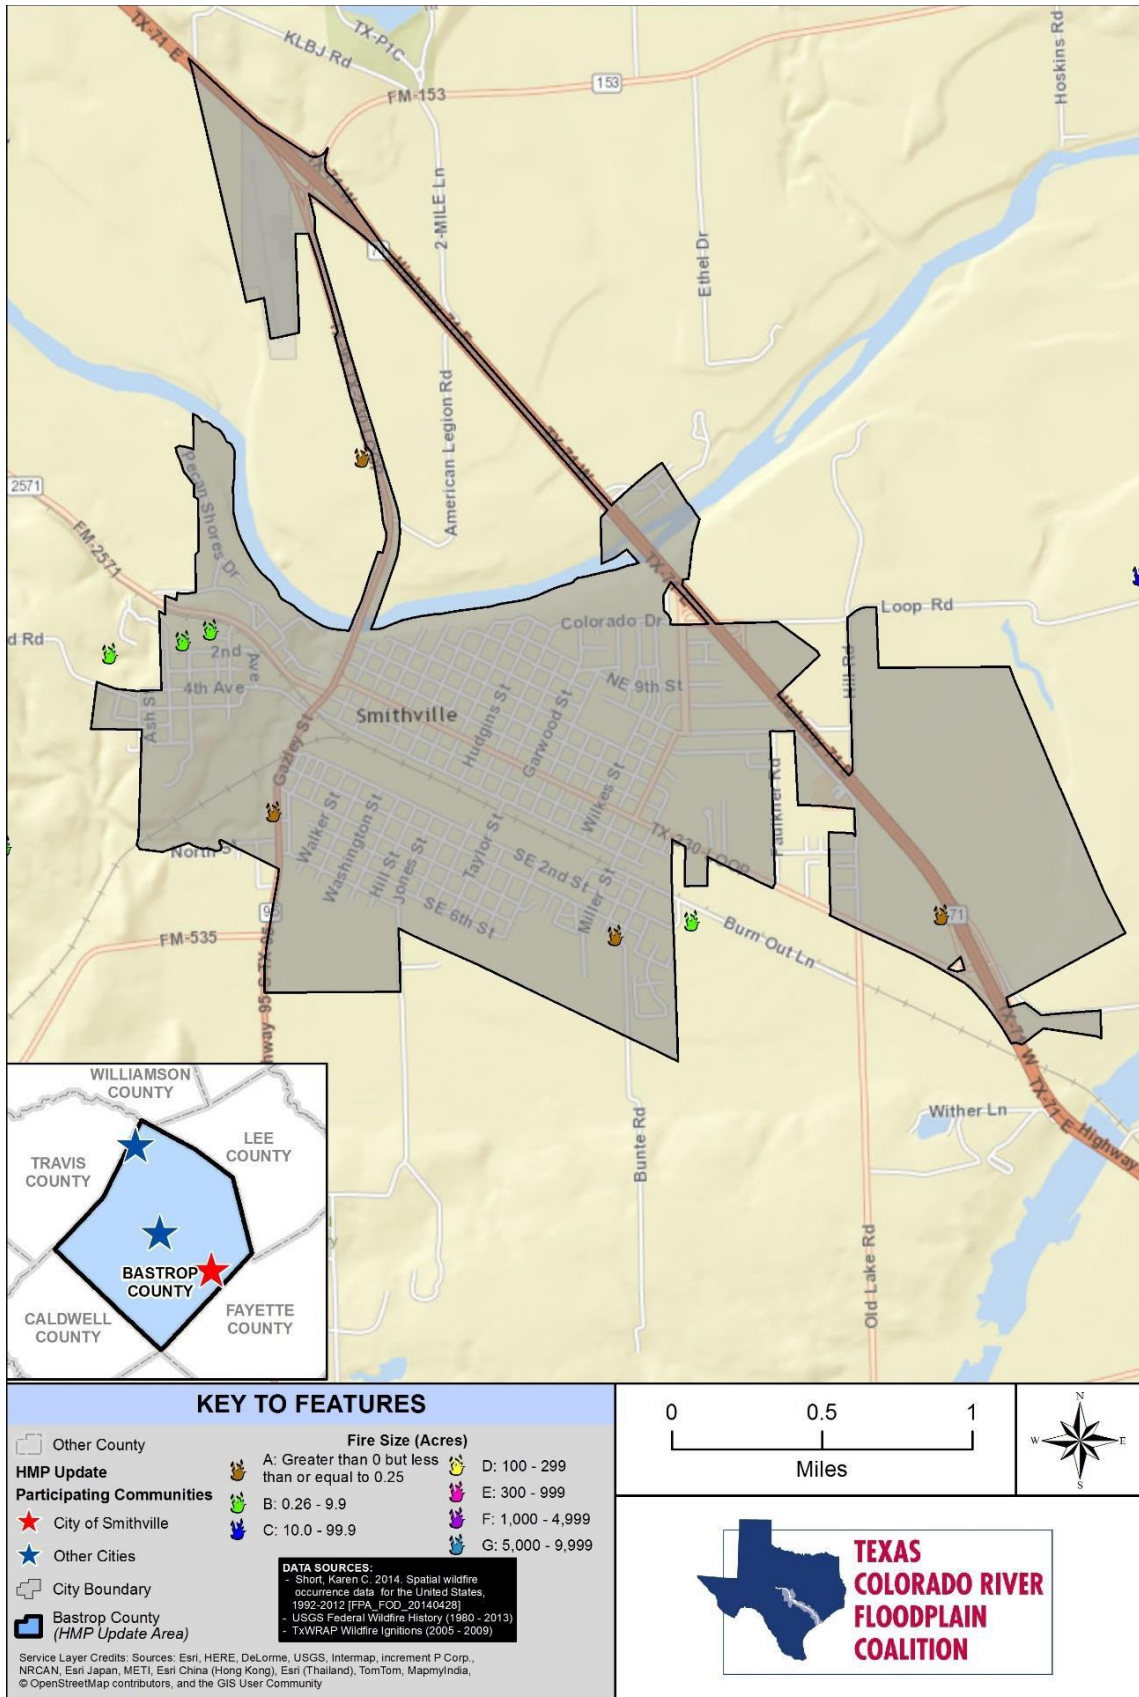 TX-71 E
KLBJ Rd
TX-P1C
FM-153
153
Hoskins Rd
TX-71 W
2-MILE Ln
Ethel Dr
American Legion Rd
TX-71 W
2571
FM-2571
Pecan Shores Dr
Loop Rd
Colorado Dr
2nd
Ave
4th Ave
Ash St
NE 9th St
Hill Rd
Smithville
Hudgins St
Garwood St
Gazley St
Wilkes St
Faulkner Rd
TX-230-LOOP
North St
Walker St
Washington St
Hill St
Jones St
Taylor St
SE 2nd St
SE 6th St
Miller St
Burn Out Ln
71
95
FM-535
TX-71 W
TX-71 E
Highway
Wither Ln
Bunte Rd
Old Lake Rd
WILLIAMSON
COUNTY
LEE
COUNTY
TRAVIS
COUNTY
BASTROP
COUNTY
CALDWELL
COUNTY
FAYETTE
COUNTY
KEY TO FEATURES
Other County
HMP Update
Participating Communities
City of Smithville
Other Cities
City Boundary
Bastrop County
(HMP Update Area)
Fire Size (Acres)
A: Greater than 0 but less
than or equal to 0.25
B: 0.26 - 9.9
C: 10.0 - 99.9
D: 100 - 299
E: 300 - 999
F: 1,000 - 4,999
G: 5,000 - 9,999
DATA SOURCES:
- Short, Karen C. 2014. Spatial wildfire
occurrence data for the United States,
1992-2012 [FPA_FOD_20140428]
- USGS Federal Wildfire History (1980 - 2013)
- TxWRAP Wildfire Ignitions (2005 - 2009)
Service Layer Credits: Sources: Esri, HERE, DeLorme, USGS, Intermap, increment P Corp.,
NRCAN, Esri Japan, METI, Esri China (Hong Kong), Esri (Thailand), TomTom, MapmyIndia,
© OpenStreetMap contributors, and the GIS User Community
0 0.5 1
Miles
N
W E
S
TEXAS
COLORADO RIVER
FLOODPLAIN
COALITION